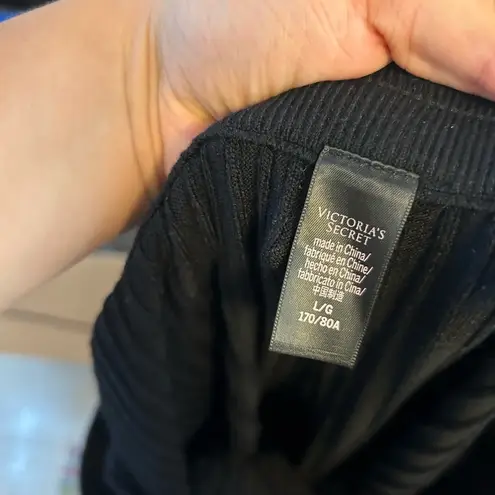 VICTORIA'S
SECRET
made in China/
fabriqué en Chine/
hecho en China/
fabbricato in Cina/
中国制造
L/G
170/80A